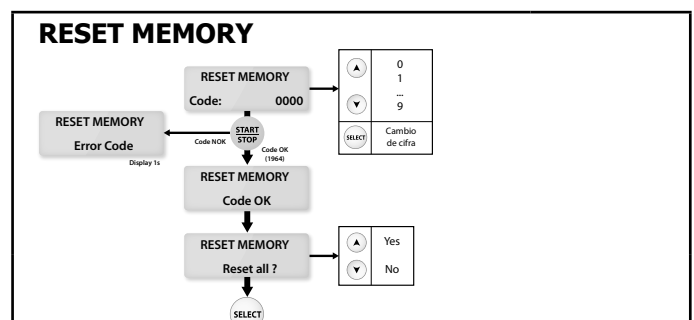 RESET MEMORY
RESET MEMORY
Code: 0000
0
1
...
9
SELECT
Cambio
de cifra
RESET MEMORY
Error Code
Display 1s
Code NOK
START
STOP
Code OK
(1964)
RESET MEMORY
Code OK
RESET MEMORY
Reset all ?
Yes
No
SELECT